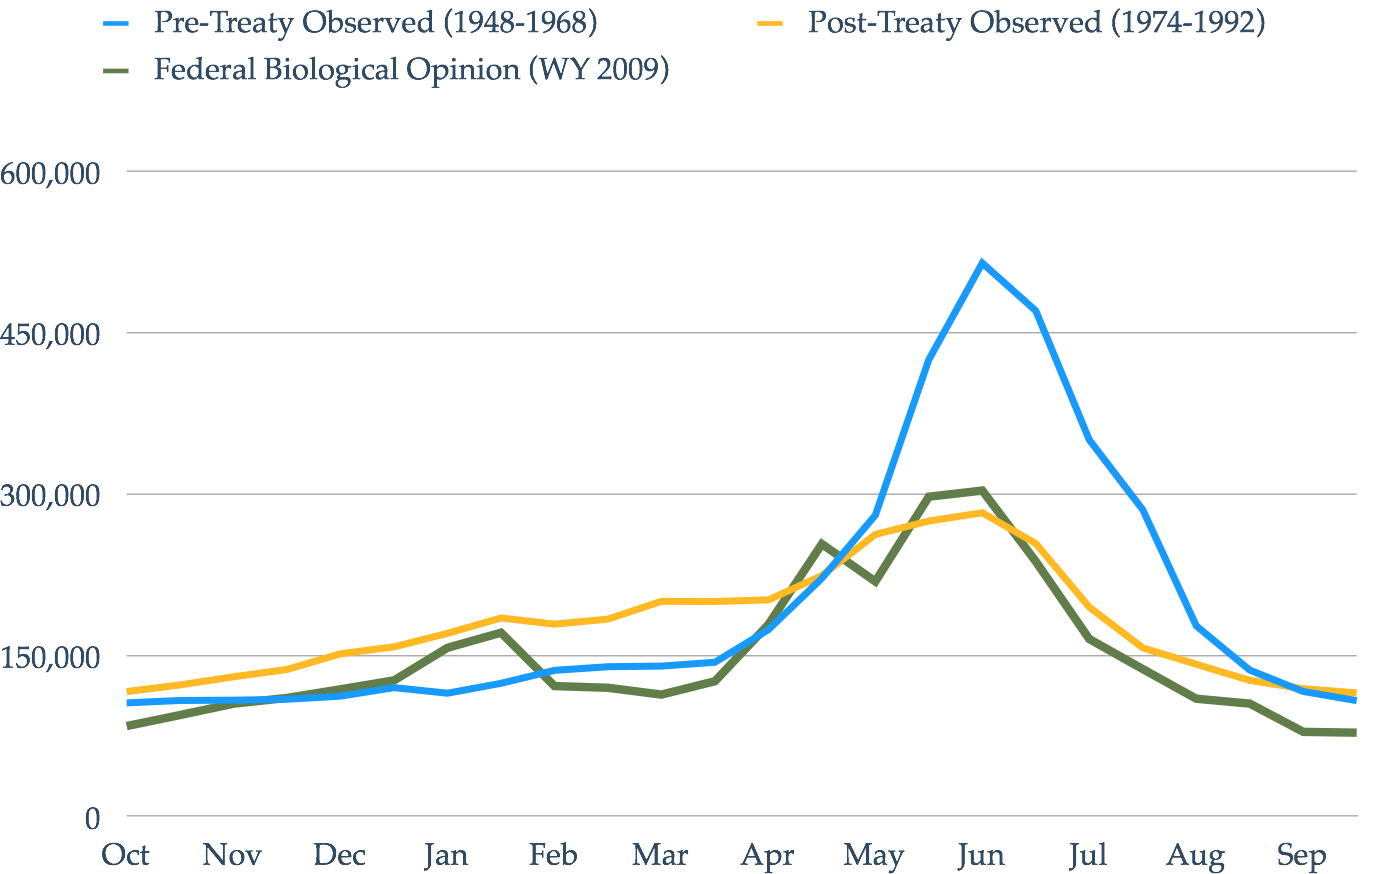 Pre-Treaty Observed (1948-1968) Post-Treaty Observed (1974-1992)
Federal Biological Opinion (WY 2009)
600,000
450,000
300,000
150,000
0
Oct Nov Dec Jan Feb Mar Apr May Jun Jul Aug Sep